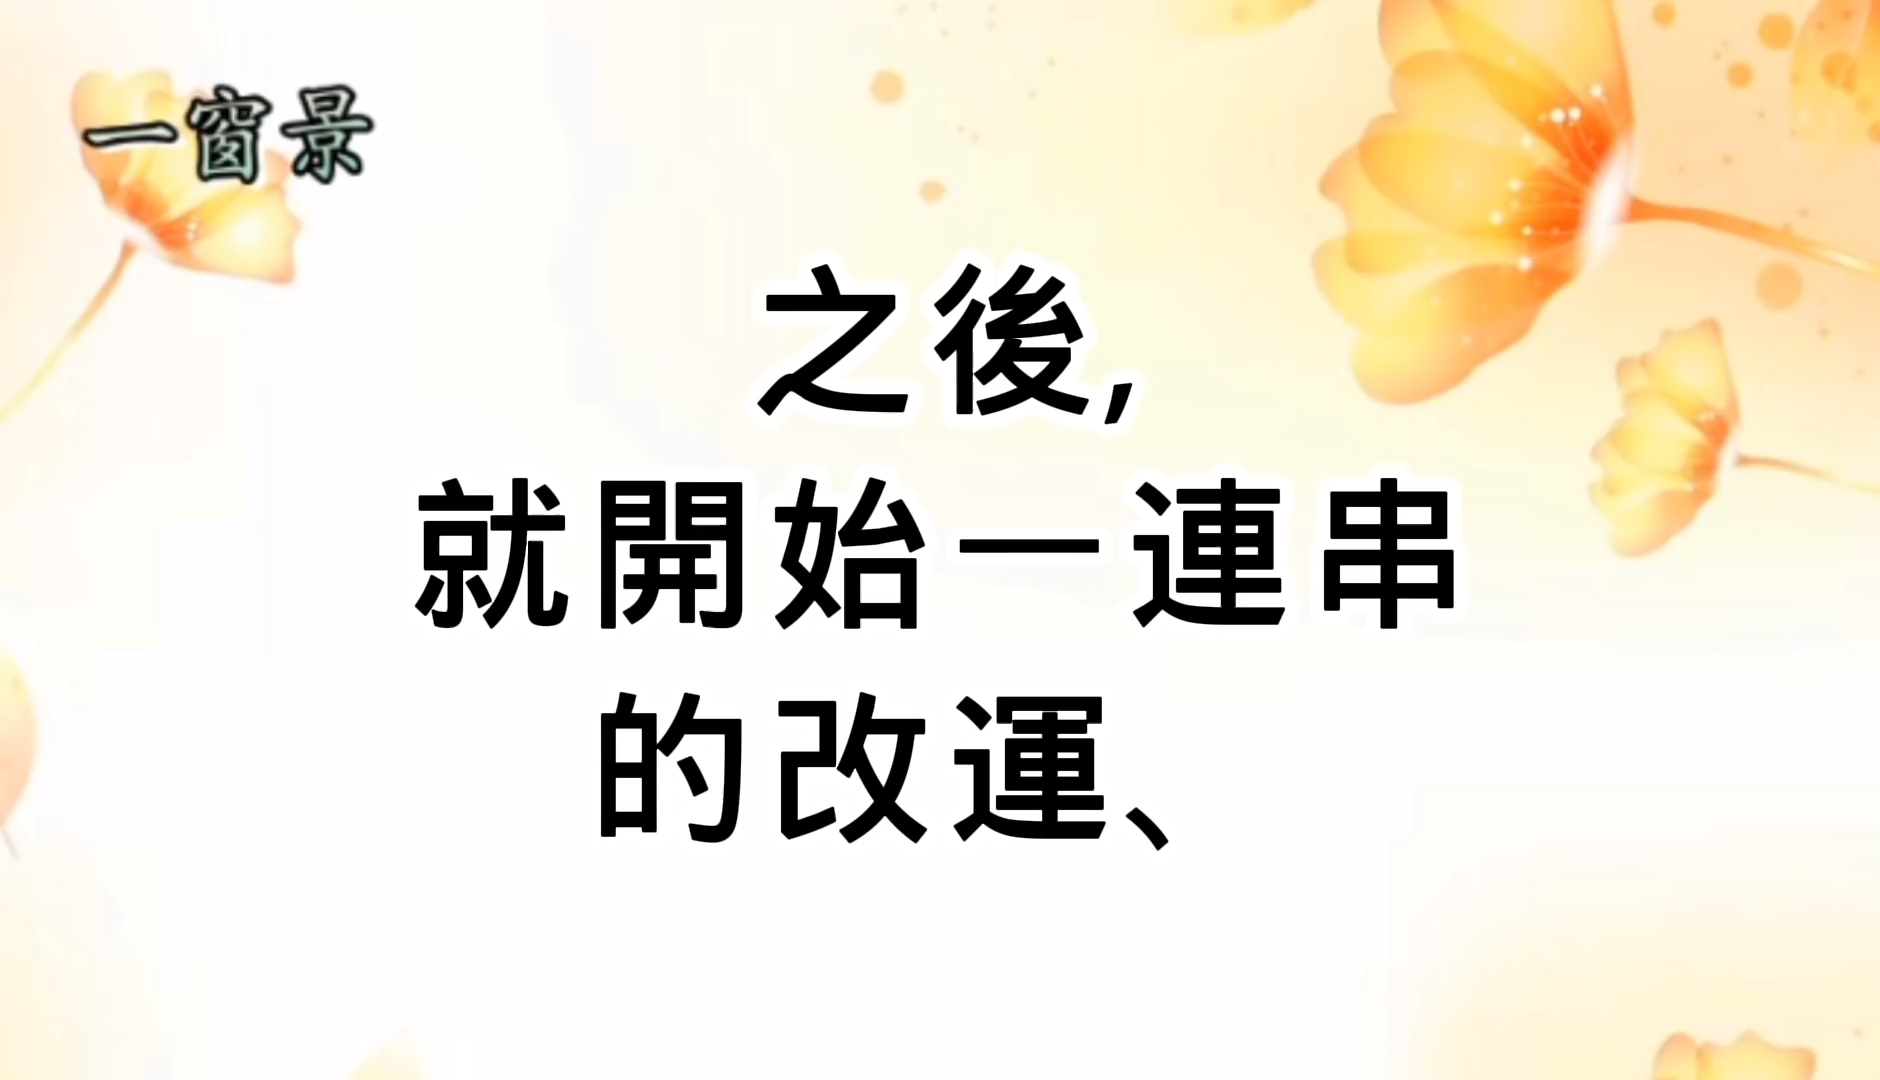 一窗景
之後,
就開始一連串
的改運、